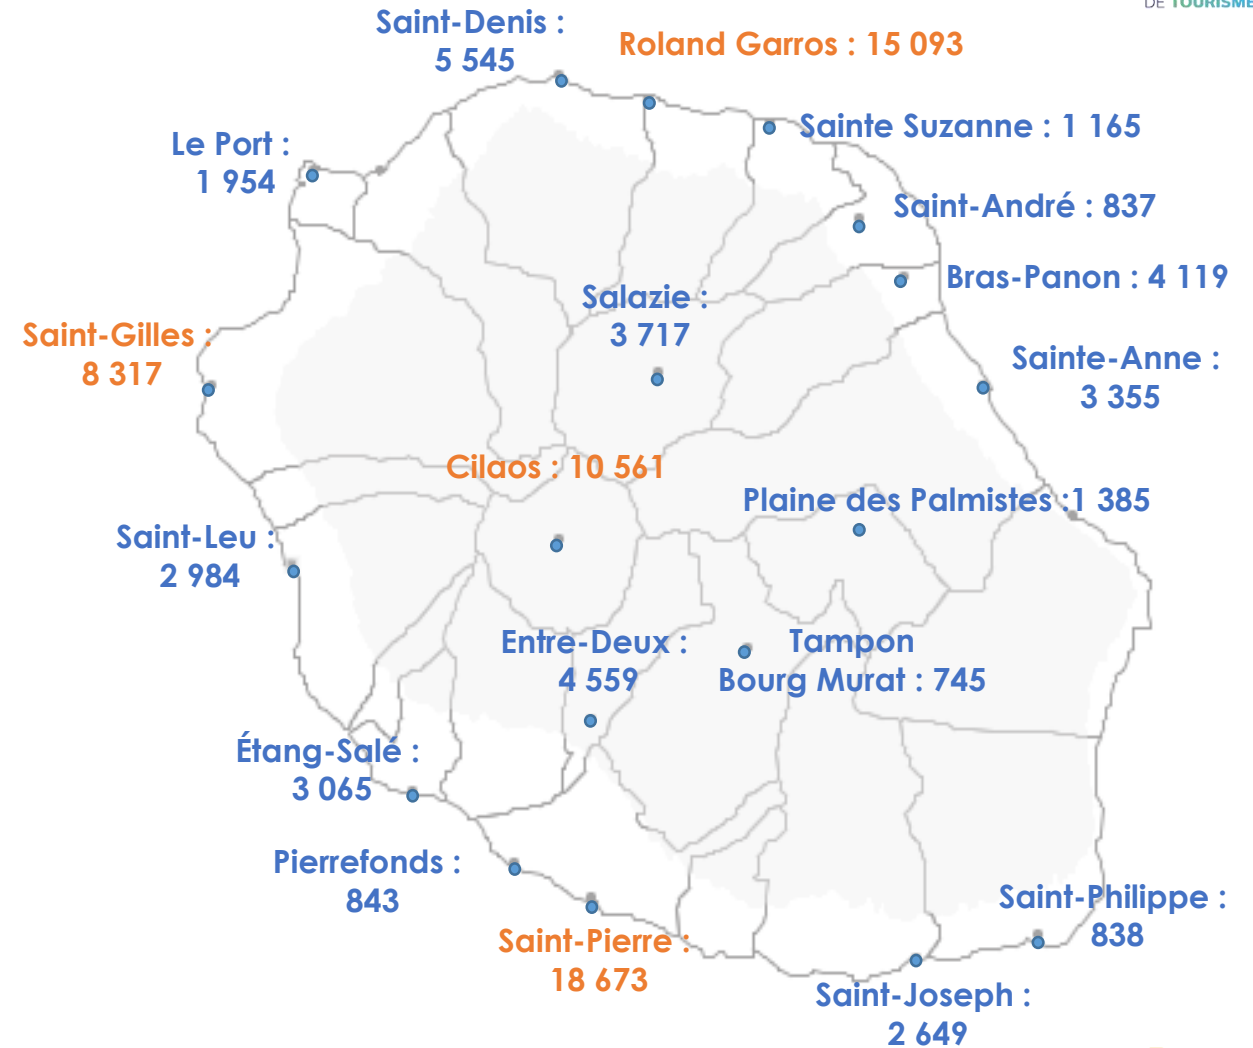 DE TOURISME
Saint-Denis :
5 545
Roland Garros : 15 093
Sainte Suzanne : 1 165
Le Port :
1 954
Saint-André : 837
Bras-Panon : 4 119
Salazie :
3 717
Saint-Gilles :
8 317
Sainte-Anne :
3 355
Cilaos : 10 561
Plaine des Palmistes :1 385
Saint-Leu :
2 984
Entre-Deux :
4 559
Tampon
Bourg Murat : 745
Étang-Salé :
3 065
Pierrefonds :
843
Saint-Philippe :
838
Saint-Pierre :
18 673
Saint-Joseph :
2 649